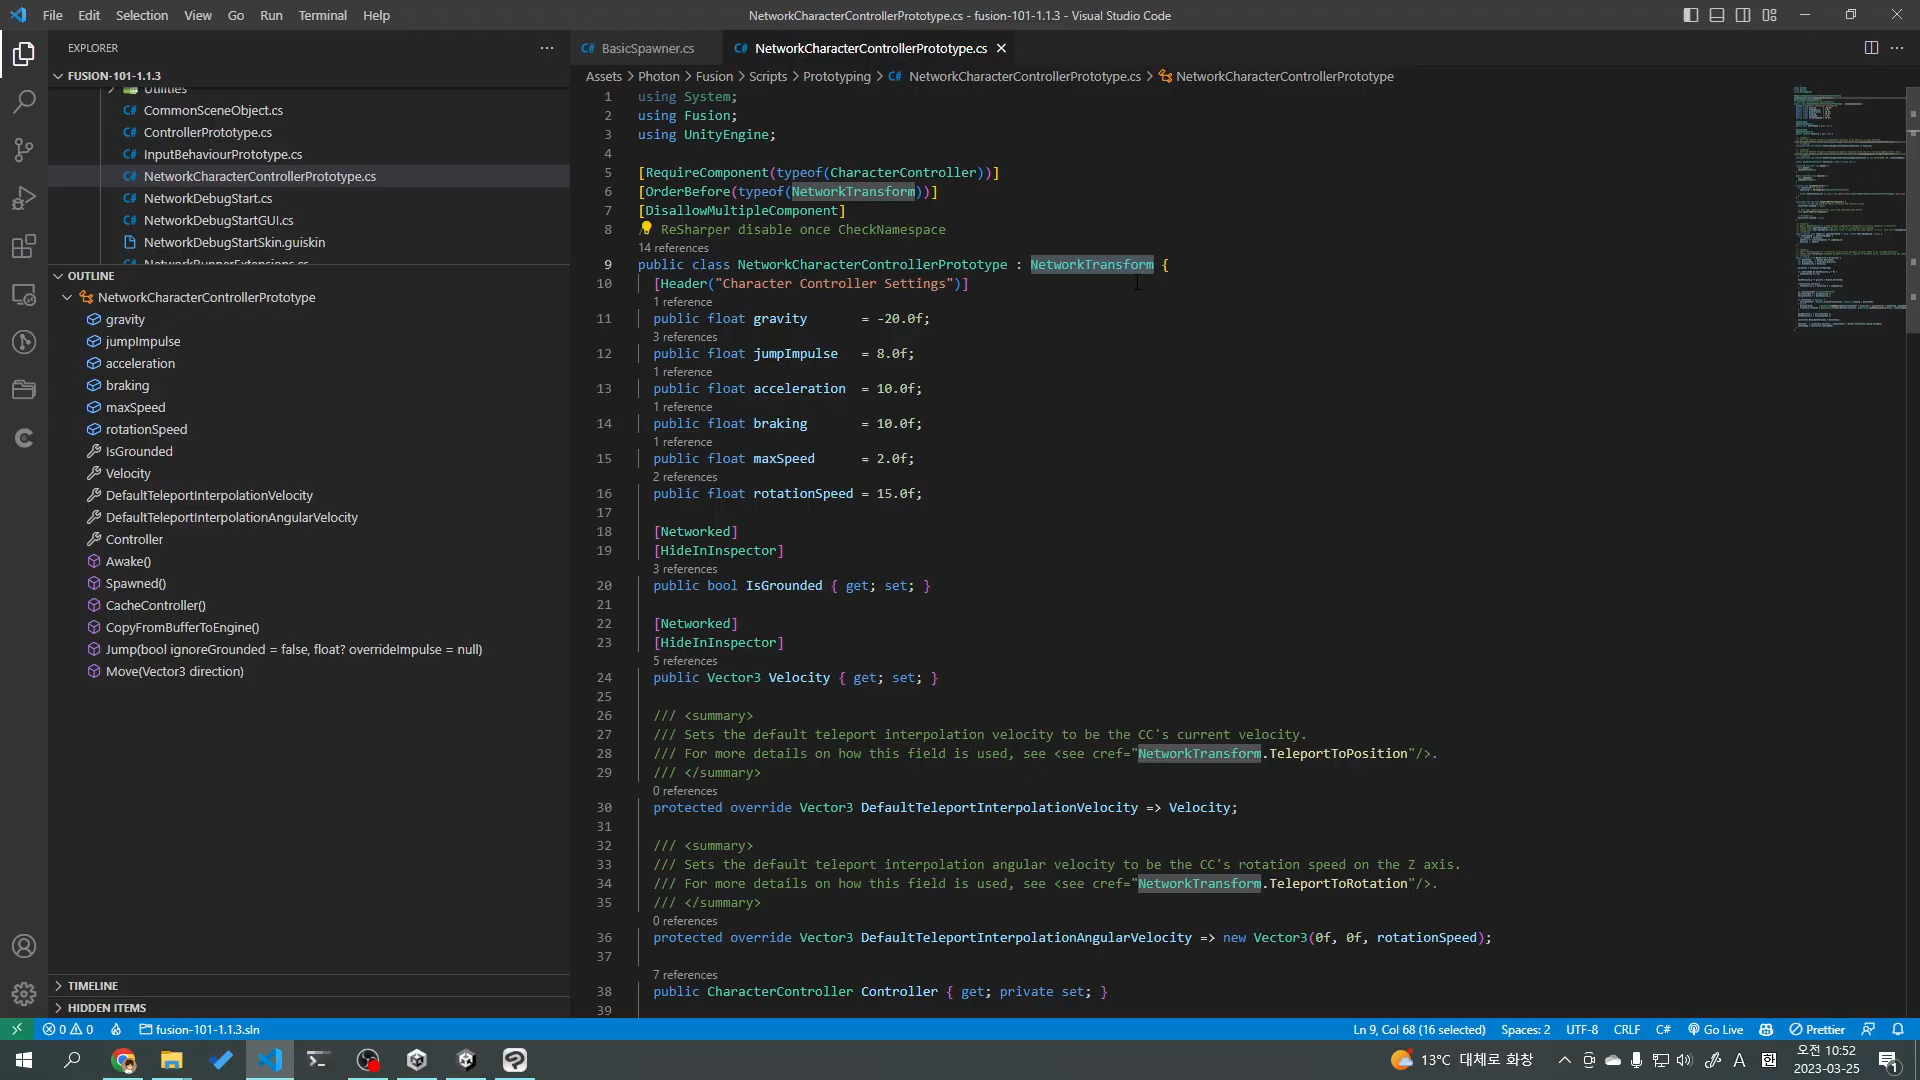 File Edit Selection View Go Run Terminal Help
NetworkCharacterControllerPrototype.cs - fusion-101-1.1.3 - Visual Studio Code
EXPLORER
FUSION-101-1.1.3
Utilities
CommonSceneObject.cs
ControllerPrototype.cs
InputBehaviourPrototype.cs
NetworkCharacterControllerPrototype.cs
NetworkDebugStart.cs
NetworkDebugStartGUI.cs
NetworkDebugStartSkin.guiskin
NetworkRunnerExtensions.cs
OUTLINE
NetworkCharacterControllerPrototype
gravity
jumpImpulse
acceleration
braking
maxSpeed
rotationSpeed
IsGrounded
Velocity
DefaultTeleportInterpolationVelocity
DefaultTeleportInterpolationAngularVelocity
Controller
Awake()
Spawned()
CacheController()
CopyFromBufferToEngine()
Jump(bool ignoreGrounded = false, float? overrideImpulse = null)
Move(Vector3 direction)
TIMELINE
HIDDEN ITEMS
C# BasicSpawner.cs
C# NetworkCharacterControllerPrototype.cs
Assets > Photon > Fusion > Scripts > Prototyping > C# NetworkCharacterControllerPrototype.cs > NetworkCharacterControllerPrototype
1 using System;
2 using Fusion;
3 using UnityEngine;
4
5 [RequireComponent(typeof(CharacterController))]
6 [OrderBefore(typeof(NetworkTransform))]
7 [DisallowMultipleComponent]
8 ReSharper disable once CheckNamespace
14 references
9 public class NetworkCharacterControllerPrototype : NetworkTransform {
10 [Header("Character Controller Settings")]
1 reference
11 public float gravity = -20.0f;
3 references
12 public float jumpImpulse = 8.0f;
1 reference
13 public float acceleration = 10.0f;
1 reference
14 public float braking = 10.0f;
1 reference
15 public float maxSpeed = 2.0f;
2 references
16 public float rotationSpeed = 15.0f;
17
18 [Networked]
19 [HideInInspector]
3 references
20 public bool IsGrounded { get; set; }
21
22 [Networked]
23 [HideInInspector]
5 references
24 public Vector3 Velocity { get; set; }
25
26 /// <summary>
27 /// Sets the default teleport interpolation velocity to be the CC's current velocity.
28 /// For more details on how this field is used, see <see cref="NetworkTransform.TeleportToPosition"/>.
29 /// </summary>
0 references
30 protected override Vector3 DefaultTeleportInterpolationVelocity => Velocity;
31
32 /// <summary>
33 /// Sets the default teleport interpolation angular velocity to be the CC's rotation speed on the Z axis.
34 /// For more details on how this field is used, see <see cref="NetworkTransform.TeleportToRotation"/>.
35 /// </summary>
0 references
36 protected override Vector3 DefaultTeleportInterpolationAngularVelocity => new Vector3(0f, 0f, rotationSpeed);
37
7 references
38 public CharacterController Controller { get; private set; }
39
0 0 fusion-101-1.1.3.sln
Ln 9, Col 68 (16 selected) Spaces: 2 UTF-8 CRLF C# Go Live Prettier
13°C 대체로 화창
A
오전 10:52
2023-03-25
1